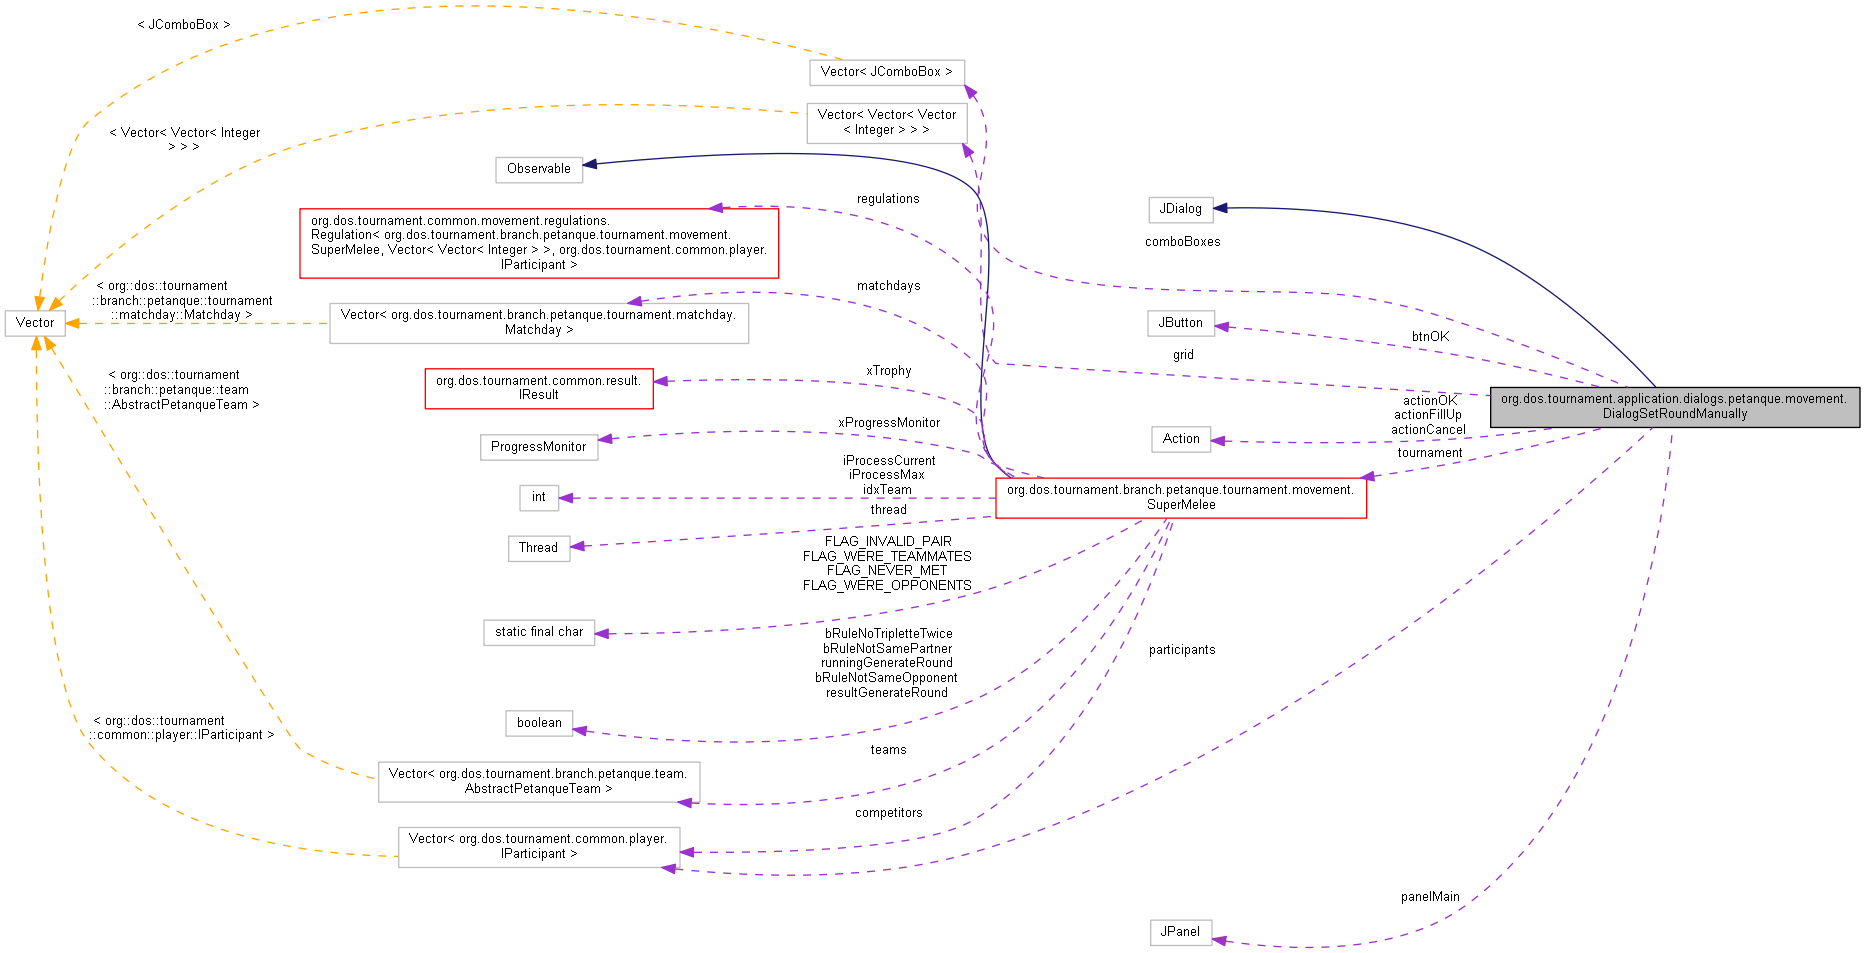 < JComboBox >
Vector< JComboBox >
< Vector< Vector< Integer
> > >
Vector< Vector< Vector
< Integer > > >
Observable
regulations
org.dos.tournament.common.movement.regulations.
Regulation< org.dos.tournament.branch.petanque.tournament.movement.
SuperMelee, Vector< Vector< Integer > >, org.dos.tournament.common.player.
IParticipant >
JDialog
comboBoxes
< org::dos::tournament
::branch::petanque::tournament
::matchday::Matchday >
matchdays
Vector< org.dos.tournament.branch.petanque.tournament.matchday.
Matchday >
Vector
JButton
btnOK
grid
< org::dos::tournament
::branch::petanque::team
::AbstractPetanqueTeam >
org.dos.tournament.common.result.
IResult
xTrophy
org.dos.tournament.application.dialogs.petanque.movement.
DialogSetRoundManually
actionOK
actionFillUp
actionCancel
Action
tournament
xProgressMonitor
ProgressMonitor
iProcessCurrent
iProcessMax
idxTeam
int
org.dos.tournament.branch.petanque.tournament.movement.
SuperMelee
thread
Thread
FLAG_INVALID_PAIR
FLAG_WERE_TEAMMATES
FLAG_NEVER_MET
FLAG_WERE_OPPONENTS
static final char
bRuleNoTripletteTwice
bRuleNotSamePartner
runningGenerateRound
bRuleNotSameOpponent
resultGenerateRound
participants
boolean
< org::dos::tournament
::common::player::IParticipant >
teams
Vector< org.dos.tournament.branch.petanque.team.
AbstractPetanqueTeam >
competitors
Vector< org.dos.tournament.common.player.
IParticipant >
panelMain
JPanel